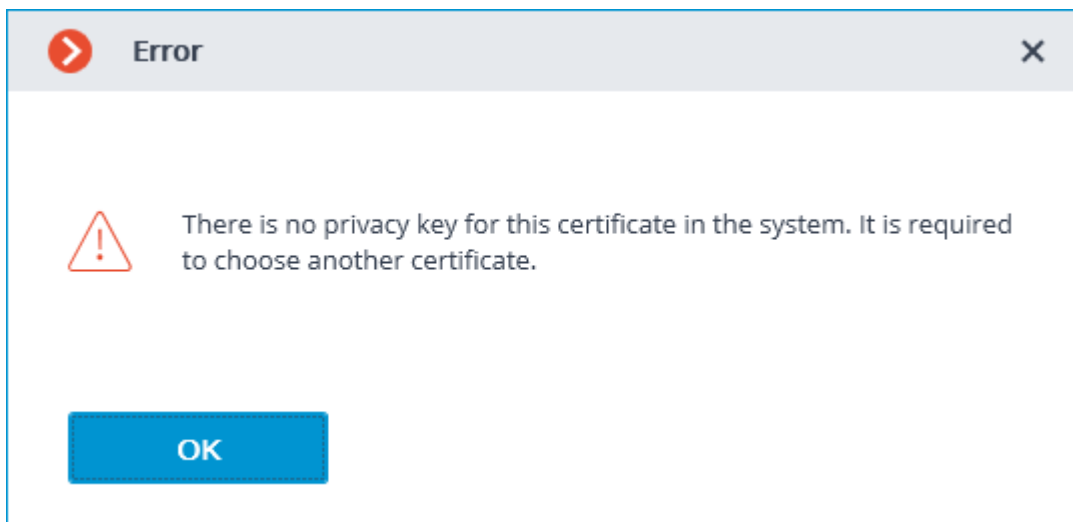 Error
There is no privacy key for this certificate in the system. It is required
to choose another certificate.
OK